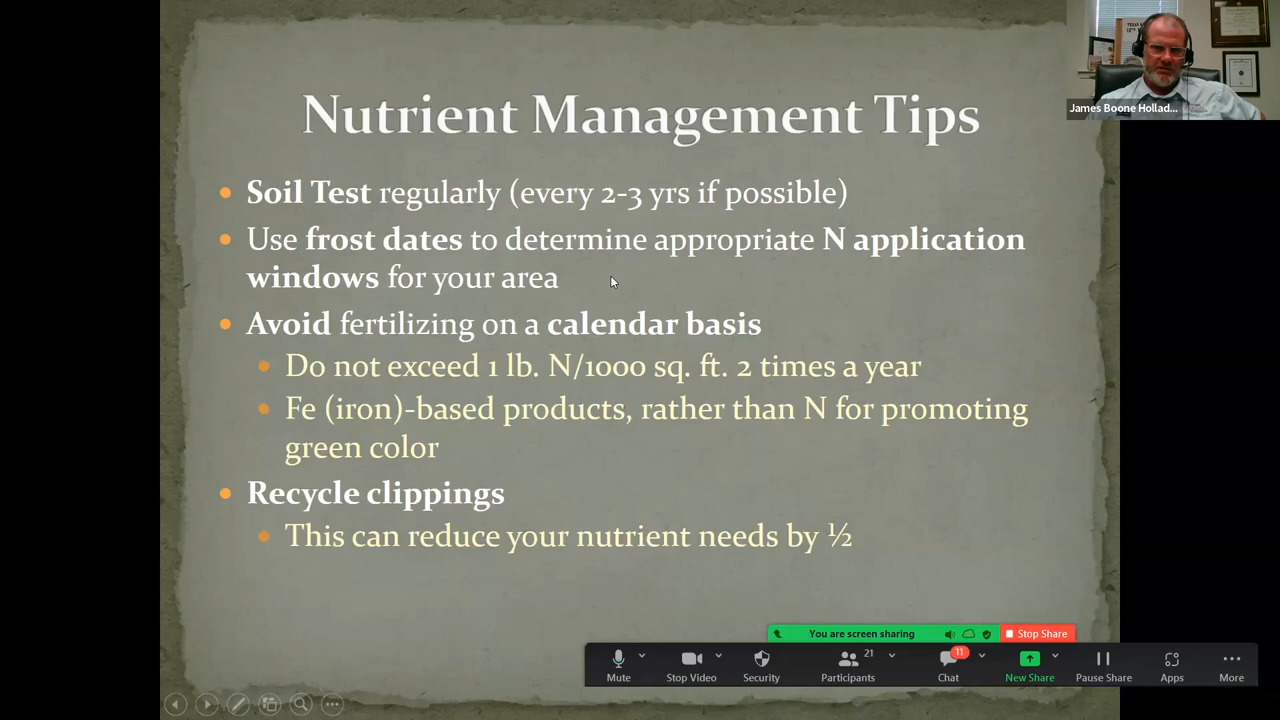 Nutrient Management Tips
James Boone Hollad...
Soil Test regularly (every 2-3 yrs if possible)
Use frost dates to determine appropriate N application
windows for your area
Avoid fertilizing on a calendar basis
Do not exceed 1 lb. N/1000 sq. ft. 2 times a year
Fe (iron)-based products, rather than N for promoting
green color
Recycle clippings
This can reduce your nutrient needs by ½
You are screen sharing
Stop Share
21
11
Mute
Stop Video
Security
Participants
Chat
New Share
Pause Share
Apps
More